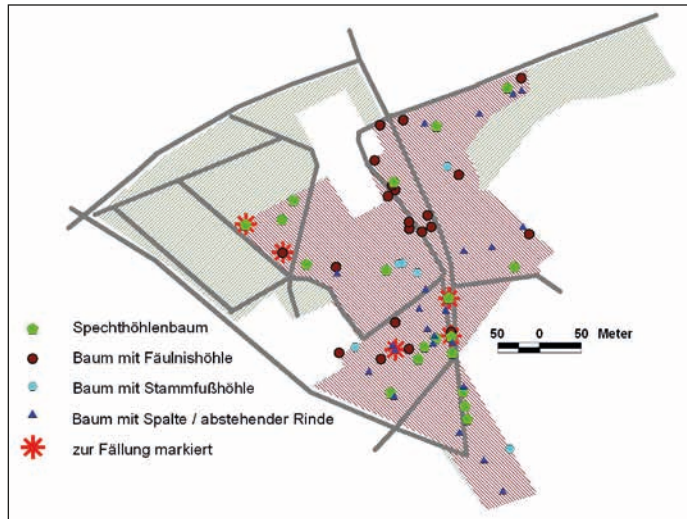 Spechthöhlenbaum
Baum mit Fäulnishöhle
Baum mit Stammfußhöhle
Baum mit Spalte / abstehender Rinde
zur Fällung markiert
50 0 50 Meter